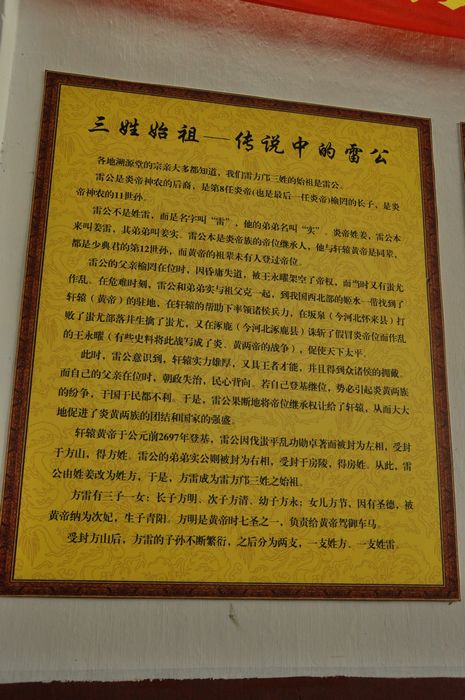 三姓始祖—传说中的雷公
各地溯源堂的宗亲大多都知道，我们雷方邝三姓的始祖是雷公。
雷公是炎帝神农的后裔，是第8任炎帝(也是最后一任炎帝)榆罔的长子，是炎
帝神农的11世孙。
雷公不是姓雷，而是名字叫“雷”，他的弟弟名叫“实”。炎帝姓姜，雷公本
来叫姜雷，其弟弟叫姜实。雷公本是炎帝族的帝位继承人，他与轩辕黄帝是同辈，
都是少典君的第12世孙，而黄帝的祖辈未有人登过帝位。
雷公的父亲榆罔在位时，因昏庸失道，被王永曜架空了帝权，而当时又有蚩尤
作乱。在危难时刻，雷公和弟弟实与祖父克一起，到我国西北部的姬水一带找到了
轩辕（黄帝）的驻地，在轩辕的帮助下率领诸侯兵力，在坂泉（今河北怀来县）打
败了蚩尤部落并生擒了蚩尤，又在涿鹿（今河北涿鹿县）诛斩了假冒炎帝位而作乱
的王永曜（有些史料将此战写成了炎、黄两帝的战争），促使天下太平。
此时，雷公意识到，轩辕实力雄厚，又具王者才能，并且得到众诸侯的拥戴，
而自己的父亲在位时，朝政失治，民心背向。若自己登基继位，势必引起炎黄两族
的纷争，于国于民都不利。于是，雷公果断地将帝位继承权让给了轩辕，从而大大
地促进了炎黄两族的团结和国家的强盛。
轩辕黄帝于公元前2697年登基，雷公因伐蚩平乱功勋卓著而被封为左相，受封
于方山，得方姓。雷公的弟弟实公则被封为右相，受封于房陵，得房姓。从此，雷
公由姓姜改为姓方，于是，方雷成为雷方邝三姓之始祖。
方雷有三子一女：长子方明、次子方清、幼子方永；女儿方节，因有圣德，被
黄帝纳为次妃，生子青阳。方明是黄帝时七圣之一，负责给黄帝驾御车马。
受封方山后，方雷的子孙不断繁衍，之后分为两支，一支姓方、一支姓雷。